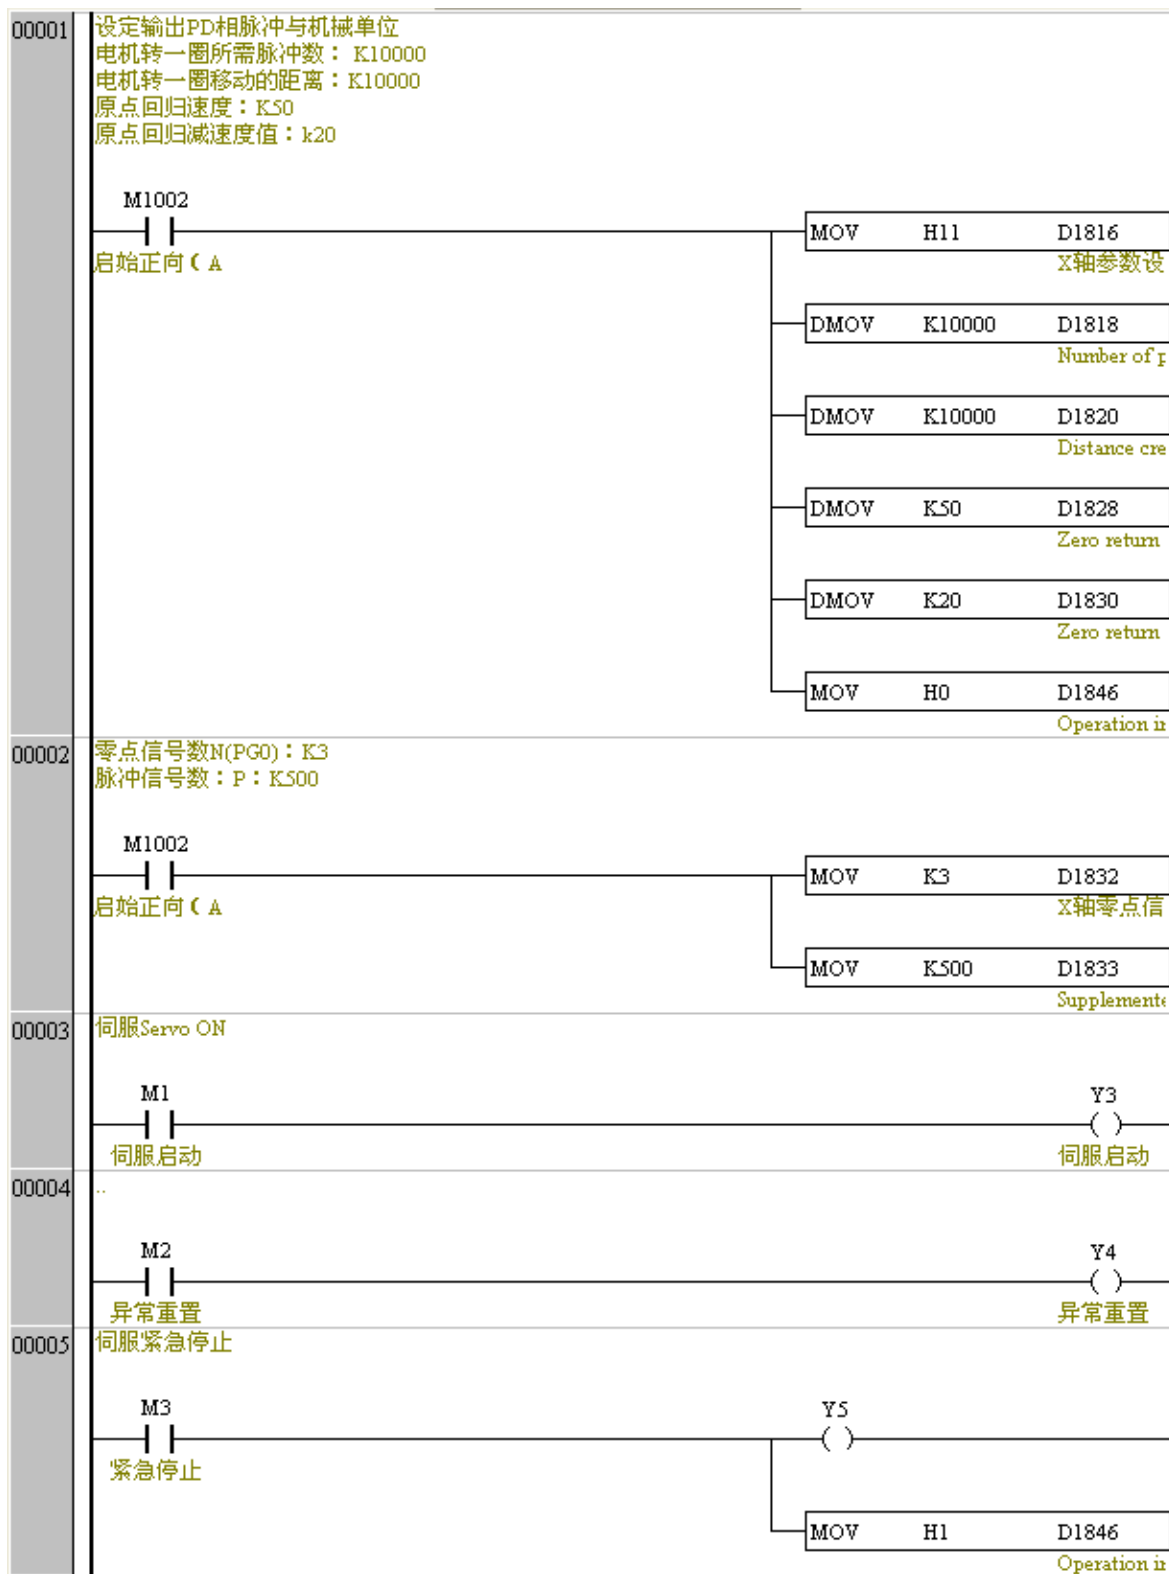 00001
设定输出PD相脉冲与机械单位
电机转一圈所需脉冲数：K10000
电机转一圈移动的距离：K10000
原点回归速度：K50
原点回归减速度值：k20
M1002
启始正向（A
MOV H11 D1816
X轴参数设
DMOV K10000 D1818
Number of
DMOV K10000 D1820
Distance cre
DMOV K50 D1828
Zero return
DMOV K20 D1830
Zero return
MOV H0 D1846
Operation
00002
零点信号数N(PG0)：K3
脉冲信号数：P：K500
M1002
启始正向（A
MOV K3 D1832
X轴零点信
MOV K500 D1833
Supplemente
00003
伺服Servo ON
M1 Y3
伺服启动 伺服启动
00004
..
M2 Y4
异常重置 异常重置
00005
伺服紧急停止
M3 Y5
紧急停止
MOV H1 D1846
Operation